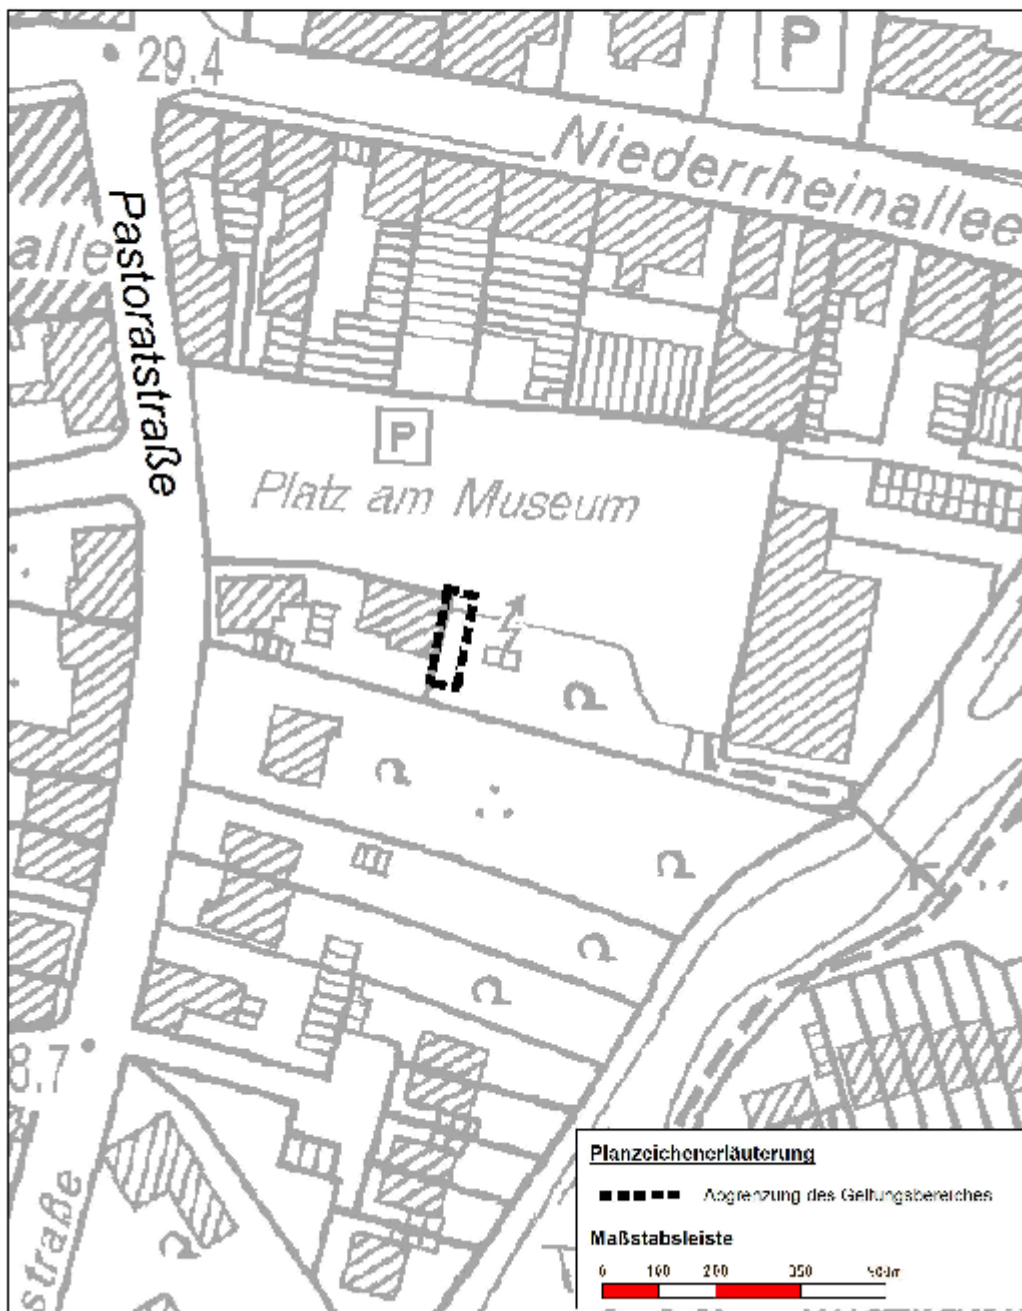 29.4
P
Niederrheinallee
alle
Pastoratstraße
P
Platz am Museum
8.7
straße
Planzeichenerläuterung
Abgrenzung des Geltungsbereiches
Maßstabsleiste
0 100 200 350